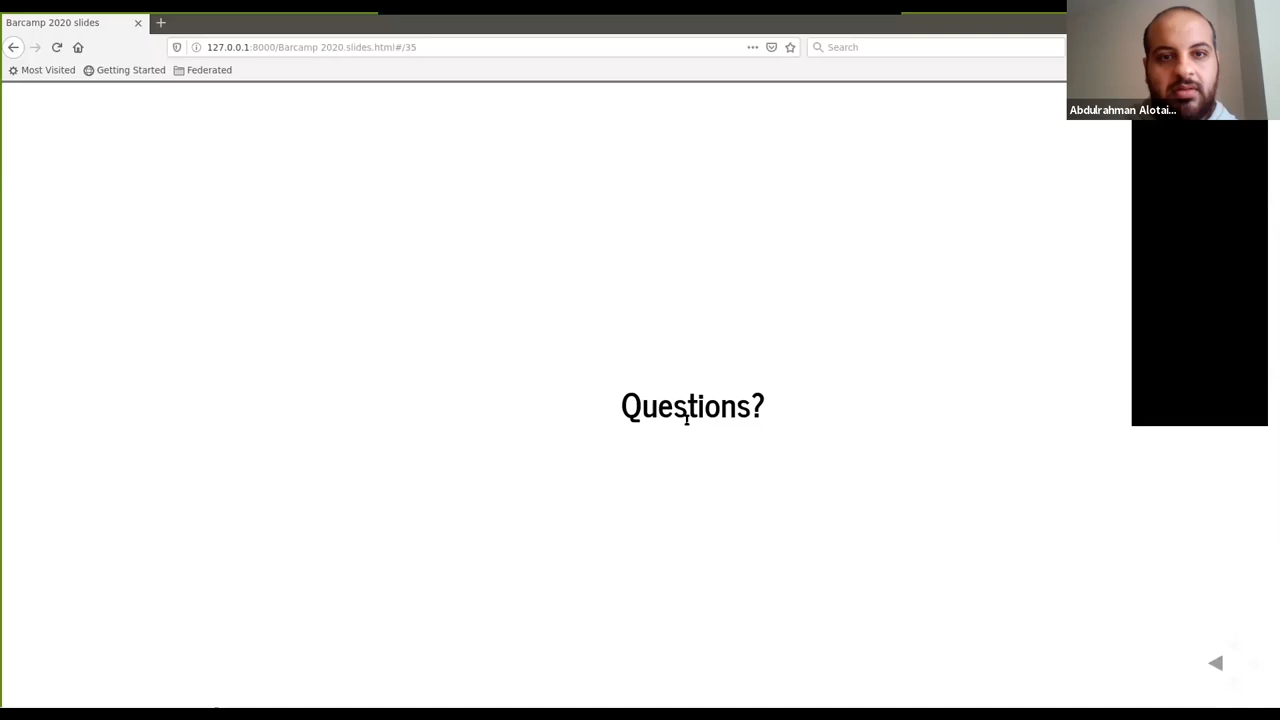 Barcamp 2020 slides
127.0.0.1:8000/Barcamp 2020.slides.html#/35
Search
Most Visited
Getting Started
Federated
Abdulrahman Alotai...
Questions?